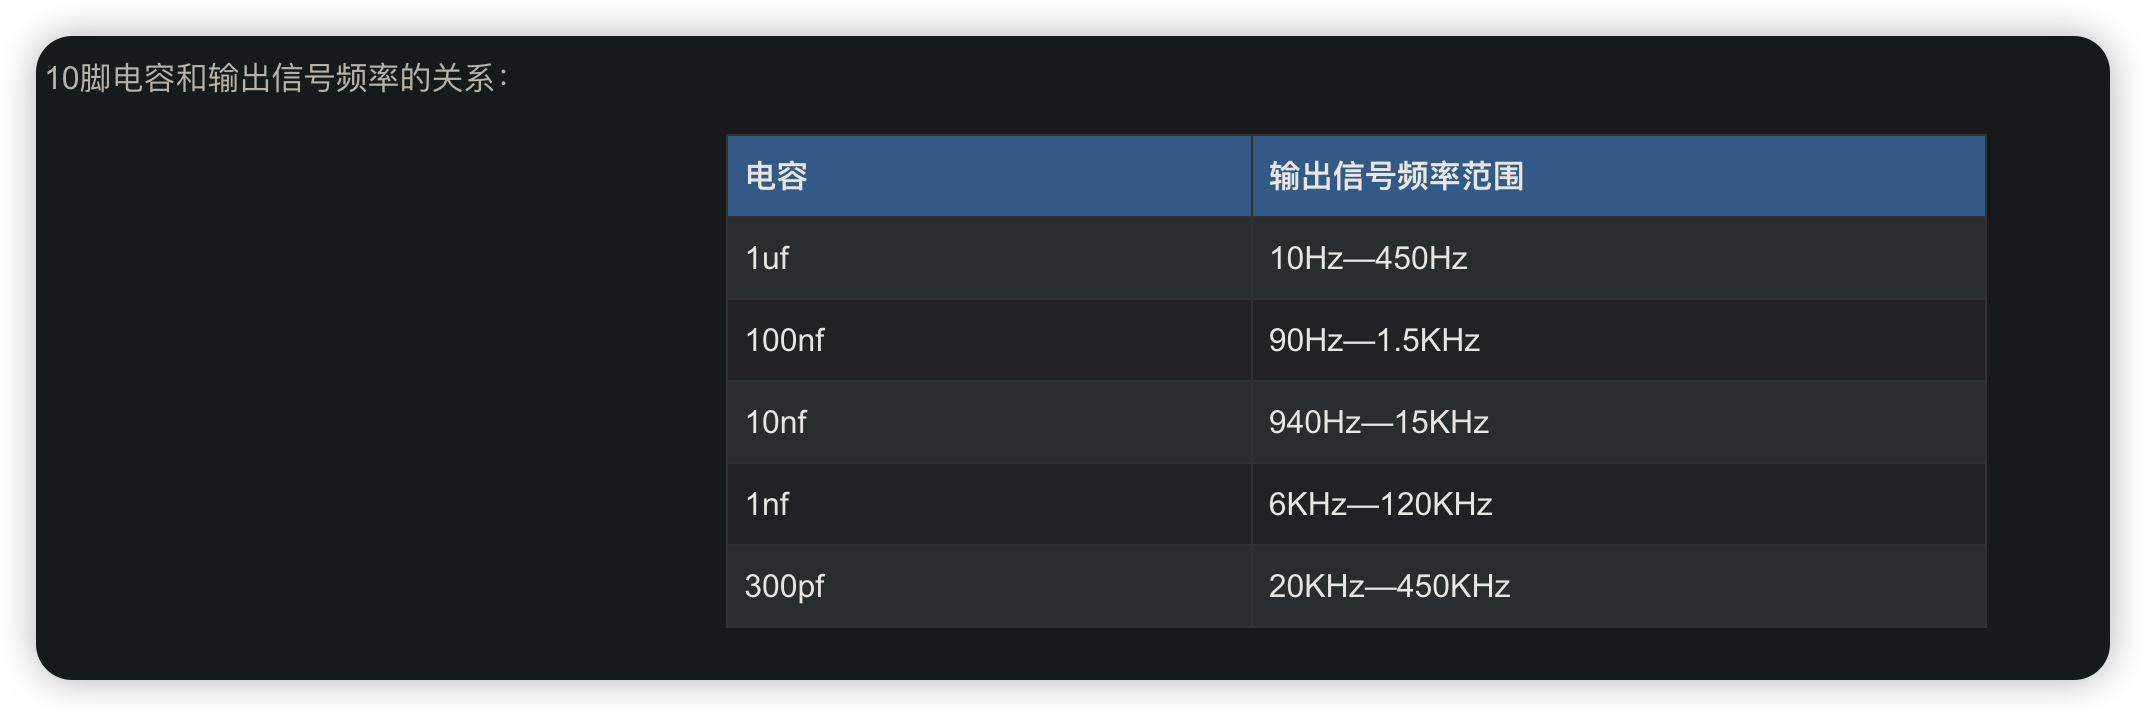 10脚电容和输出信号频率的关系：
电容 输出信号频率范围
1uf 10Hz—450Hz
100nf 90Hz—1.5KHz
10nf 940Hz—15KHz
1nf 6KHz—120KHz
300pf 20KHz—450KHz